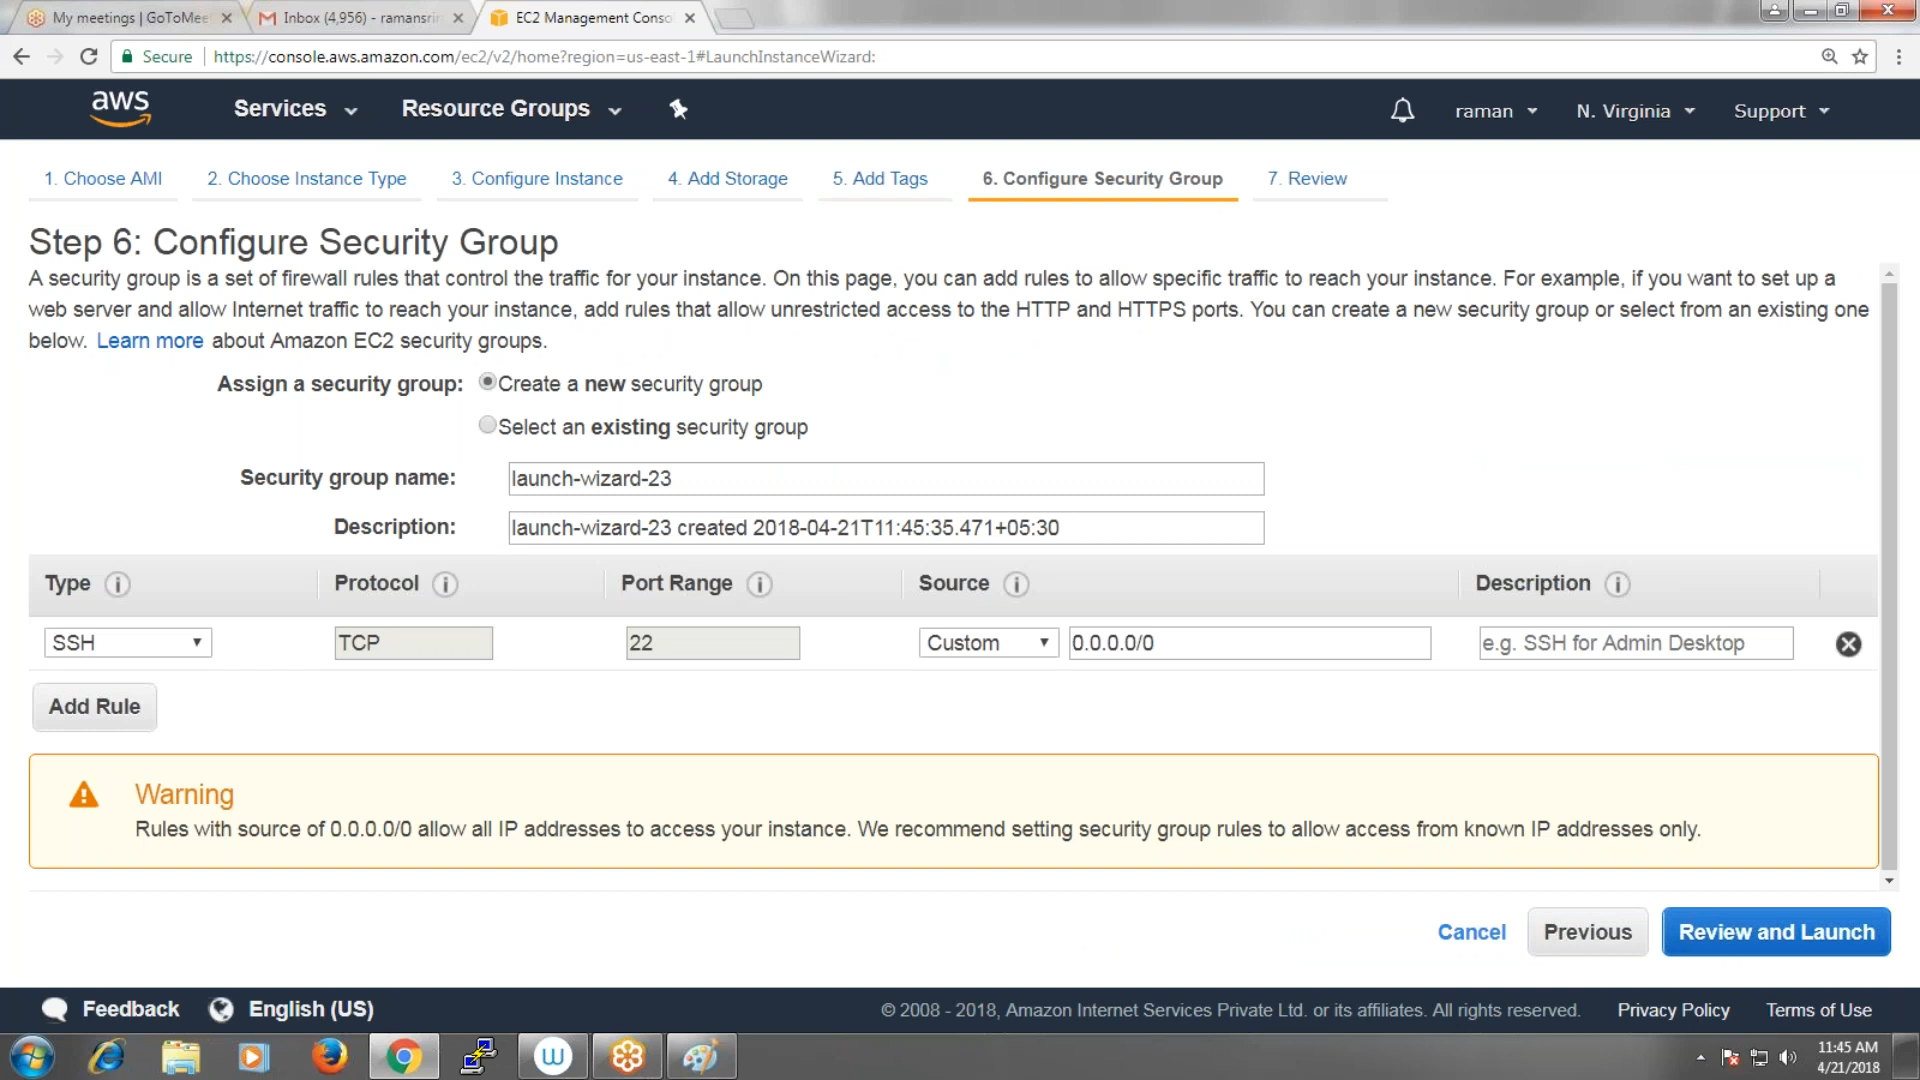 My meetings | GoToMee
Inbox (4,956) - ramansri
EC2 Management Conso
Secure
https://console.aws.amazon.com/ec2/v2/home?region=us-east-1#LaunchInstanceWizard:
aws
Services
Resource Groups
raman
N. Virginia
Support
1. Choose AMI
2. Choose Instance Type
3. Configure Instance
4. Add Storage
5. Add Tags
6. Configure Security Group
7. Review
Step 6: Configure Security Group
A security group is a set of firewall rules that control the traffic for your instance. On this page, you can add rules to allow specific traffic to reach your instance. For example, if you want to set up a
web server and allow Internet traffic to reach your instance, add rules that allow unrestricted access to the HTTP and HTTPS ports. You can create a new security group or select from an existing one
below. Learn more about Amazon EC2 security groups.
Assign a security group:
Create a new security group
Select an existing security group
Security group name:
launch-wizard-23
Description:
launch-wizard-23 created 2018-04-21T11:45:35.471+05:30
Type
Protocol
Port Range
Source
Description
SSH
TCP
22
Custom
0.0.0.0/0
e.g. SSH for Admin Desktop
Add Rule
Warning
Rules with source of 0.0.0.0/0 allow all IP addresses to access your instance. We recommend setting security group rules to allow access from known IP addresses only.
Cancel
Previous
Review and Launch
Feedback
English (US)
© 2008 - 2018, Amazon Internet Services Private Ltd. or its affiliates. All rights reserved.
Privacy Policy
Terms of Use
11:45 AM
4/21/2018